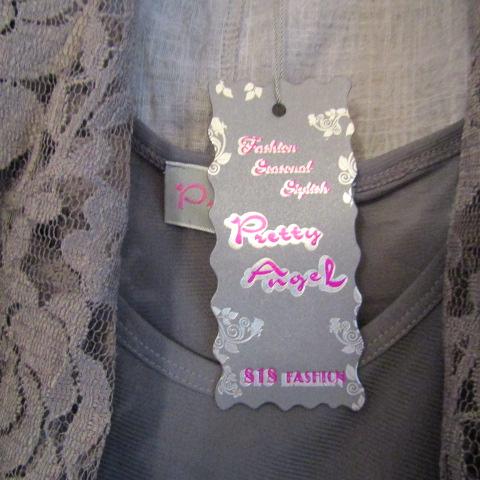 Fashion
Seasonal
Stylish
P
Pretty
Angel
818 FASHION